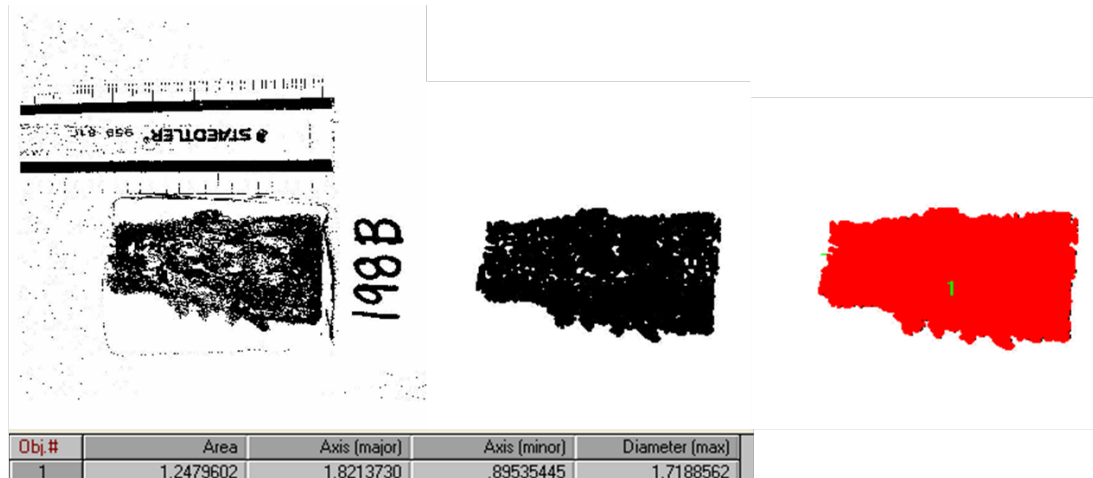 STAEDTLER®
198B
1
Obj.# Area Axis (major) Axis (minor) Diameter (max)
1 1.2479602 1.8213730 .89535445 1.7188562